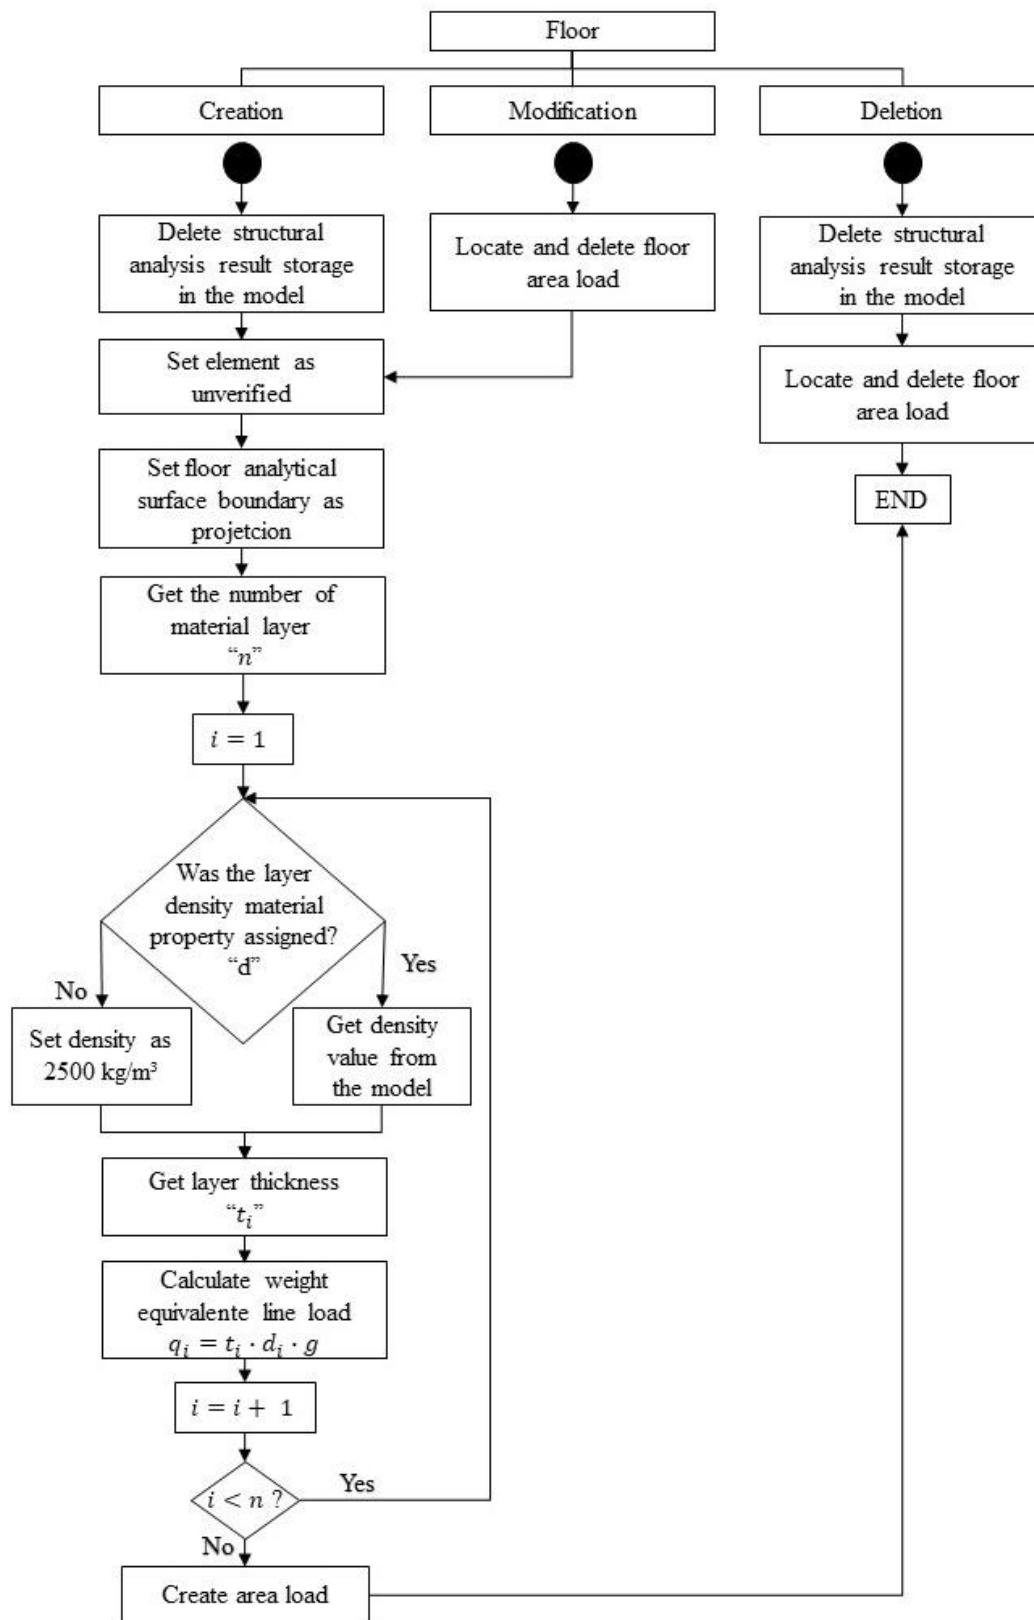 Floor
Creation
Modification
Deletion
Delete structural
analysis result storage
in the model
Locate and delete floor
area load
Delete structural
analysis result storage
in the model
Set element as
unverified
Locate and delete floor
area load
Set floor analytical
surface boundary as
projetcion
END
Get the number of
material layer
“n”
i = 1
Was the layer
density material
property assigned?
“d”
No
Yes
Set density as
2500 kg/m³
Get density
value from
the model
Get layer thickness
“tᵢ”
Calculate weight
equivalente line load
qᵢ = tᵢ · dᵢ · g
i = i + 1
i < n ?
Yes
No
Create area load